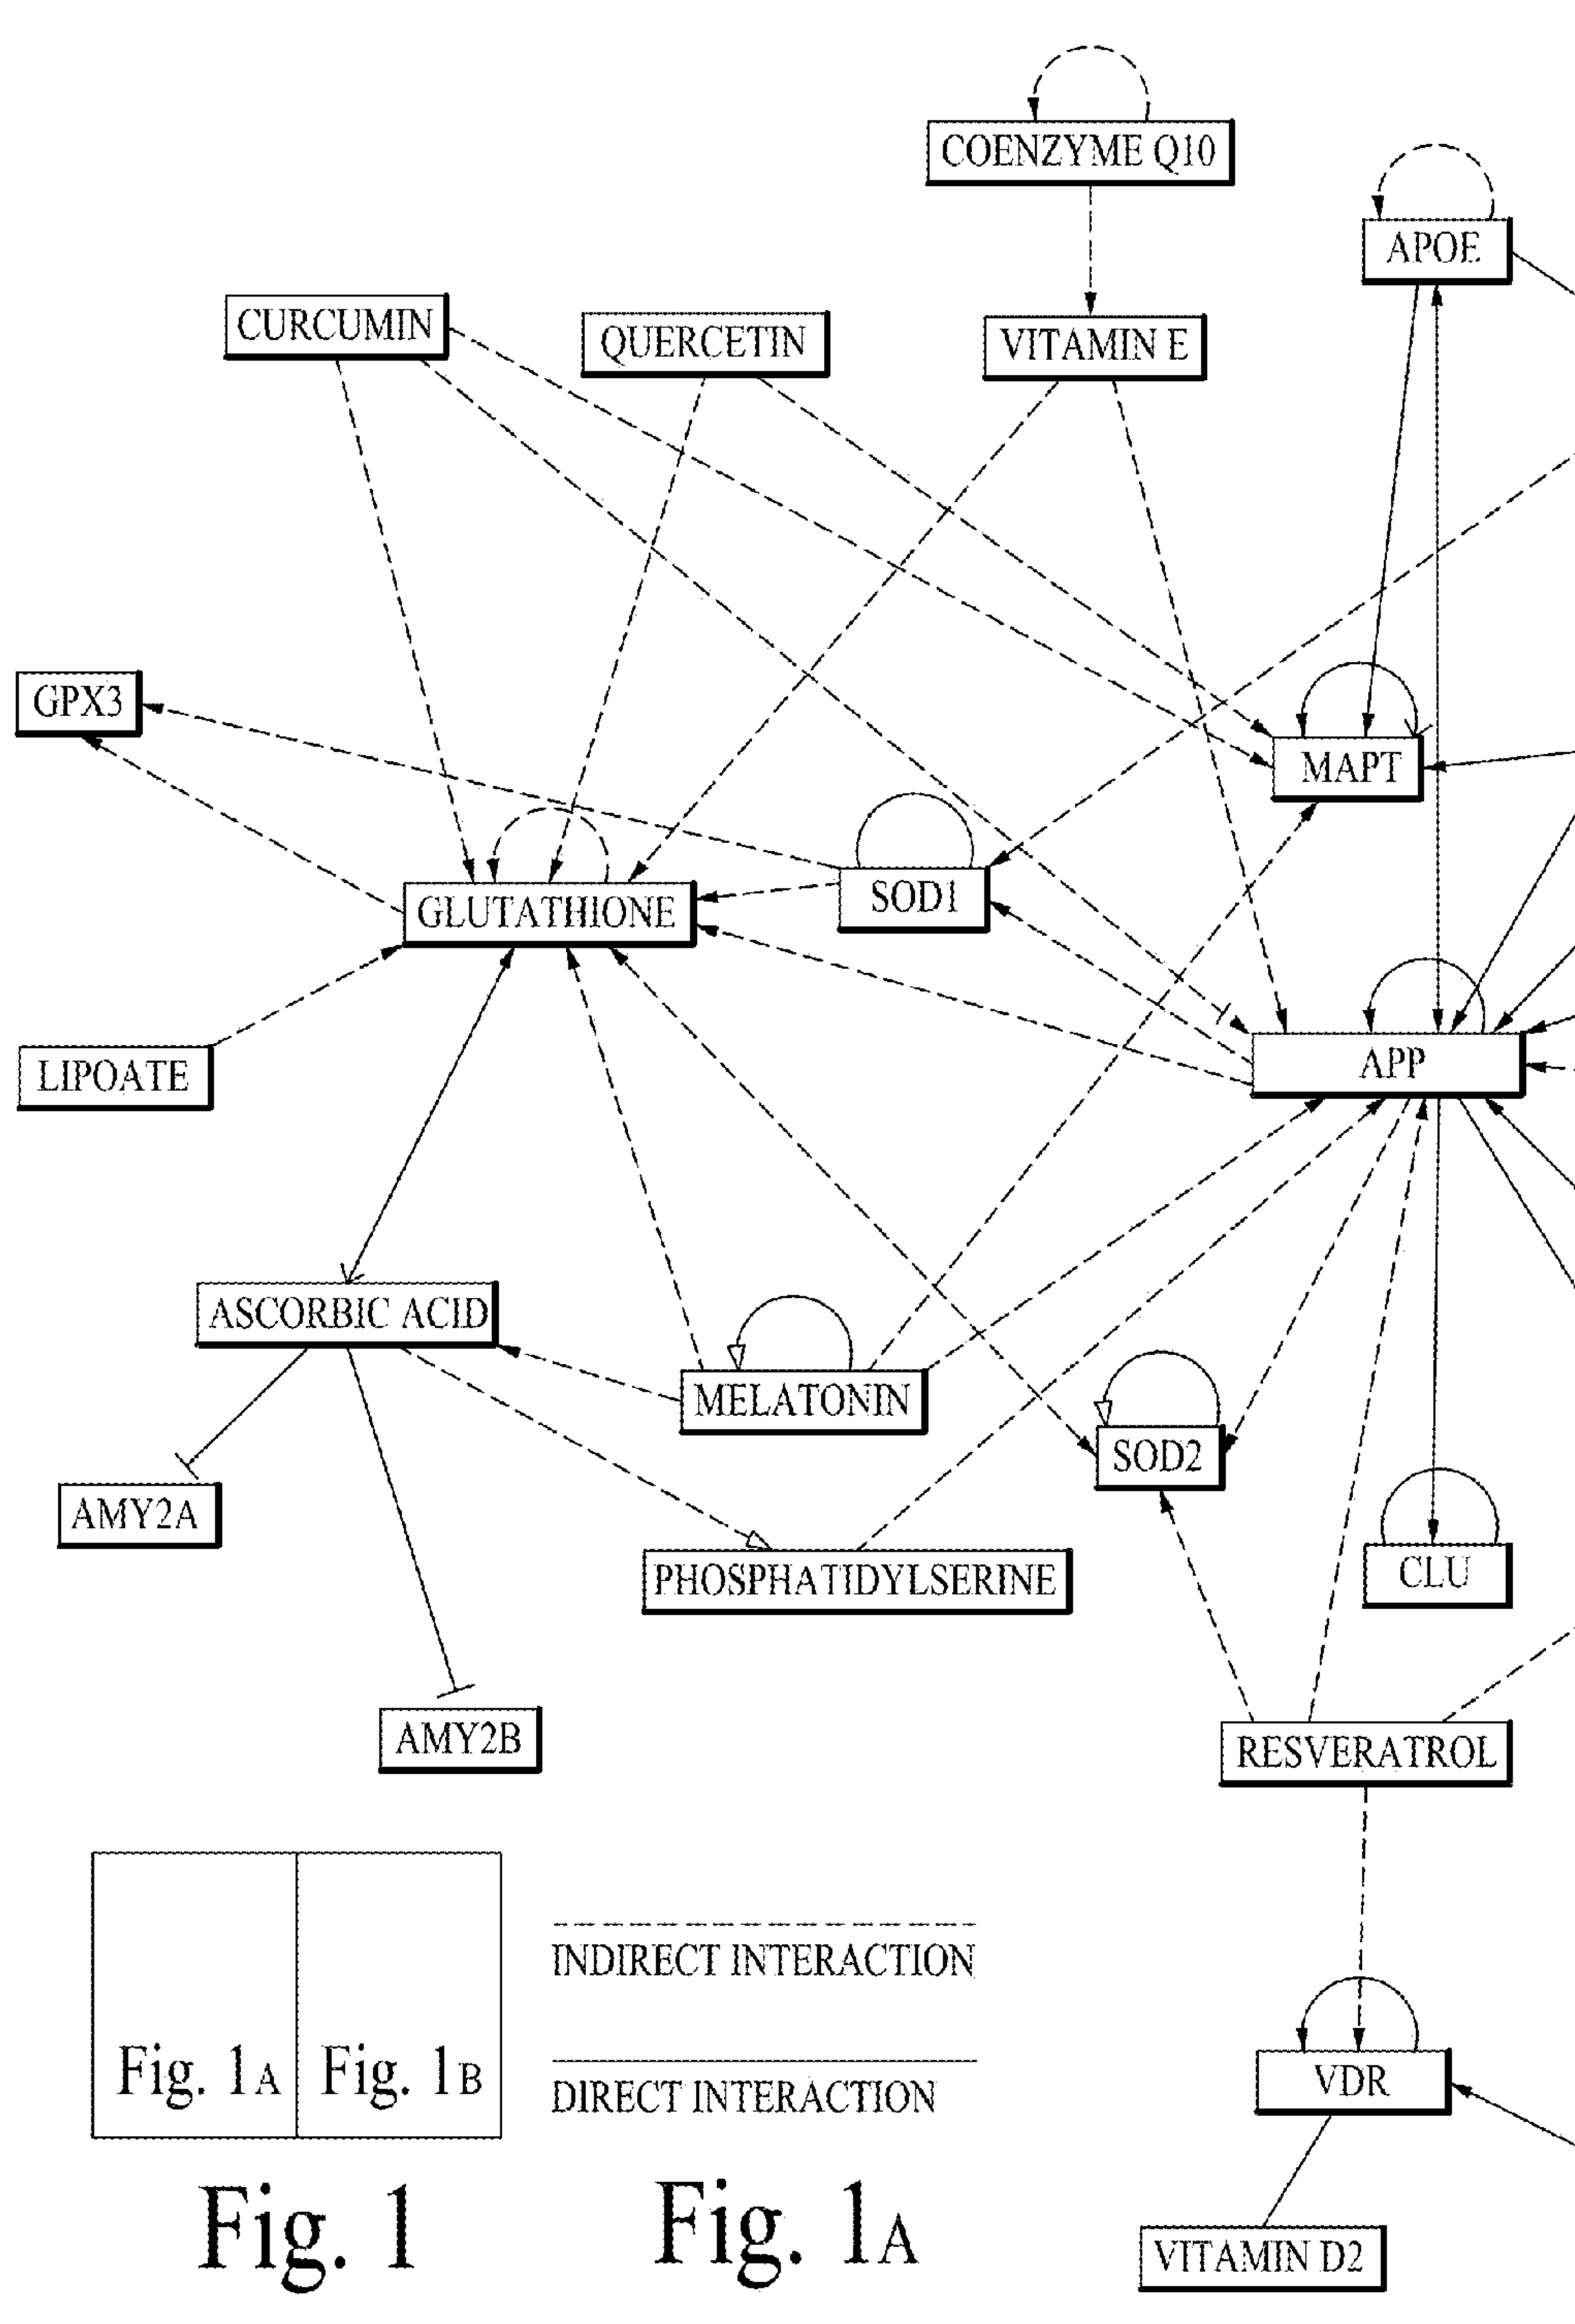 COENZYME Q10
APOE
CURCUMIN
QUERCETIN
VITAMIN E
GPX3
MAPT
SOD1
GLUTATHIONE
APP
LIPOATE
ASCORBIC ACID
MELATONIN
SOD2
AMY2A
PHOSPHATIDYLSERINE
CLU
AMY2B
RESVERATROL
INDIRECT INTERACTION
Fig. 1A
Fig. 1B
DIRECT INTERACTION
VDR
Fig. 1
Fig. 1A
VITAMIN D2